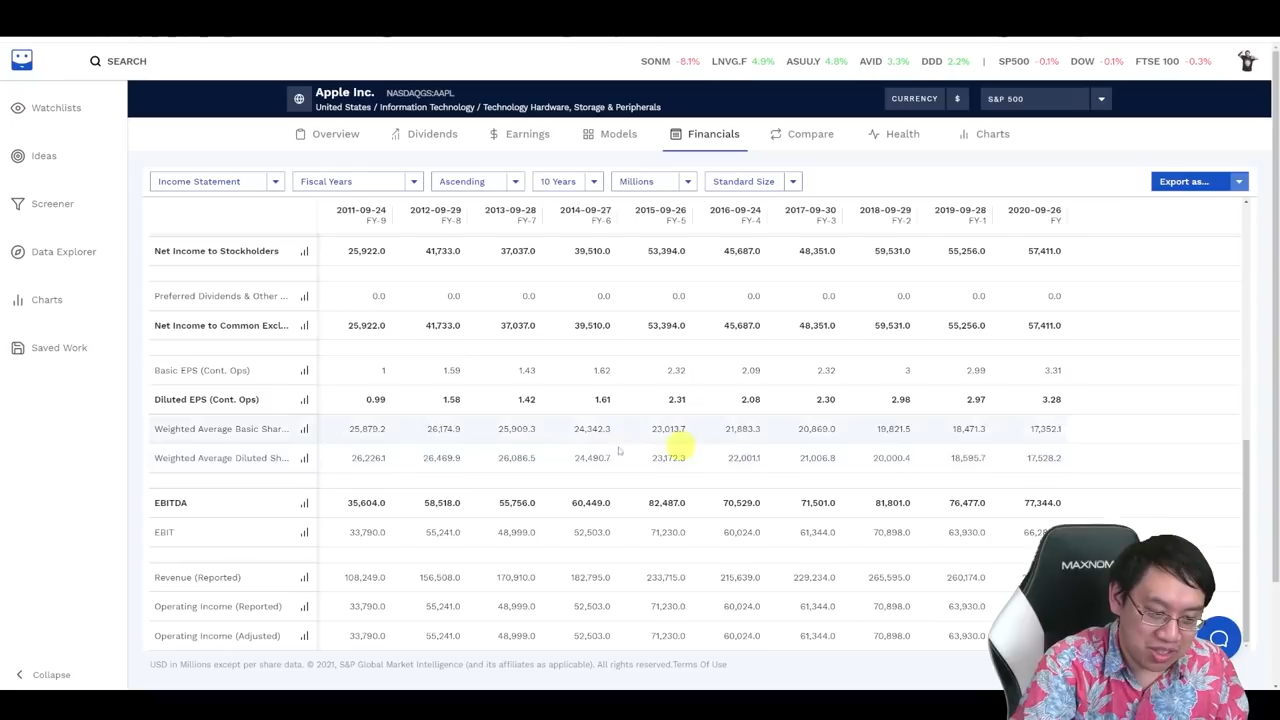 SEARCH
SONM -8.1% LNVG.F 4.9% ASUU.Y 4.8% AVID 3.3% DDD 2.2% | SP500 -0.1% DOW -0.1% FTSE 100 -0.3%
Apple Inc. NASDAQGS:AAPL
United States / Information Technology / Technology Hardware, Storage & Peripherals
CURRENCY $ S&P 500
Watchlists
Ideas
Screener
Data Explorer
Charts
Saved Work
Collapse
Overview Dividends Earnings Models Financials Compare Health Charts
Income Statement Fiscal Years Ascending 10 Years Millions Standard Size Export as...
2011-09-24 2012-09-29 2013-09-28 2014-09-27 2015-09-26 2016-09-24 2017-09-30 2018-09-29 2019-09-28 2020-09-26
FY-9 FY-8 FY-7 FY-6 FY-5 FY-4 FY-3 FY-2 FY-1 FY
Net Income to Stockholders 25,922.0 41,733.0 37,037.0 39,510.0 53,394.0 45,687.0 48,351.0 59,531.0 55,256.0 57,411.0
Preferred Dividends & Other ... 0.0 0.0 0.0 0.0 0.0 0.0 0.0 0.0 0.0 0.0
Net Income to Common Excl... 25,922.0 41,733.0 37,037.0 39,510.0 53,394.0 45,687.0 48,351.0 59,531.0 55,256.0 57,411.0
Basic EPS (Cont. Ops) 1 1.59 1.43 1.62 2.32 2.09 2.32 3 2.99 3.31
Diluted EPS (Cont. Ops) 0.99 1.58 1.42 1.61 2.31 2.08 2.30 2.98 2.97 3.28
Weighted Average Basic Shar... 25,879.2 26,174.9 25,909.3 24,342.3 23,013.7 21,883.3 20,869.0 19,821.5 18,471.3 17,352.1
Weighted Average Diluted Sh... 26,226.1 26,469.9 26,086.5 24,490.7 23,172.3 22,001.1 21,006.8 20,000.4 18,595.7 17,528.2
EBITDA 35,604.0 58,518.0 55,756.0 60,449.0 82,487.0 70,529.0 71,501.0 81,801.0 76,477.0 77,344.0
EBIT 33,790.0 55,241.0 48,999.0 52,503.0 71,230.0 60,024.0 61,344.0 70,898.0 63,930.0
Revenue (Reported) 108,249.0 156,508.0 170,910.0 182,795.0 233,715.0 215,639.0 229,234.0 265,595.0 260,174.0
Operating Income (Reported) 33,790.0 55,241.0 48,999.0 52,503.0 71,230.0 60,024.0 61,344.0 70,898.0 63,930.0
Operating Income (Adjusted) 33,790.0 55,241.0 48,999.0 52,503.0 71,230.0 60,024.0 61,344.0 70,898.0 63,930.0
USD in Millions except per share data. © 2021, S&P Global Market Intelligence (and its affiliates as applicable). All rights reserved.Terms Of Use
MAXNOM